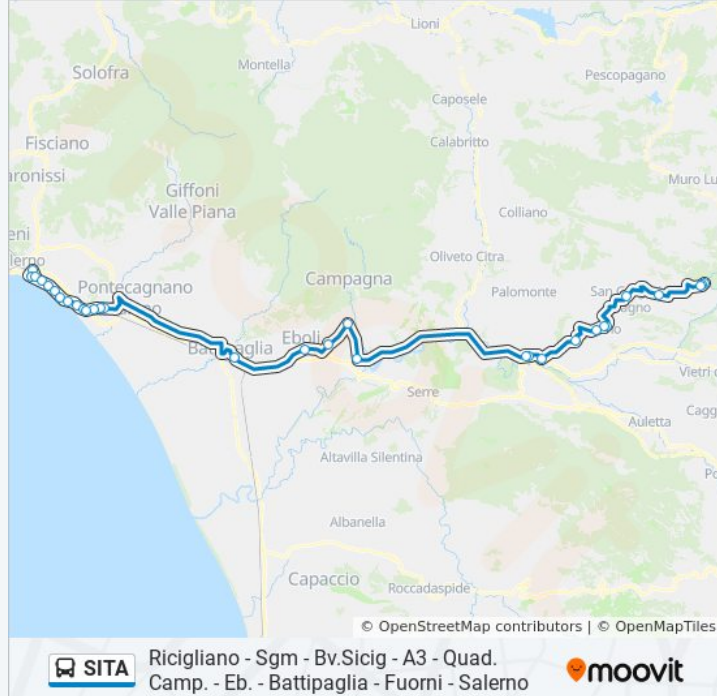 Lioni
Montella
Solofra
Pescopagano
Caposele
Calabritto
Fisciano
aronissi
Muro Lu
Giffoni
Valle Piana
Colliano
eni
Oliveto Citra
lerno
Campagna
Pontecagnano
Palomonte
Eboli
Vietri d
Serre
Auletta
Cagg
Altavilla Silentina
Albanella
Capaccio
Roccadaspide
© OpenStreetMap contributors | © OpenMapTiles
SITA
Ricigliano - Sgm - Bv.Sicig - A3 - Quad.
Camp. - Eb. - Battipaglia - Fuorni - Salerno
moovit